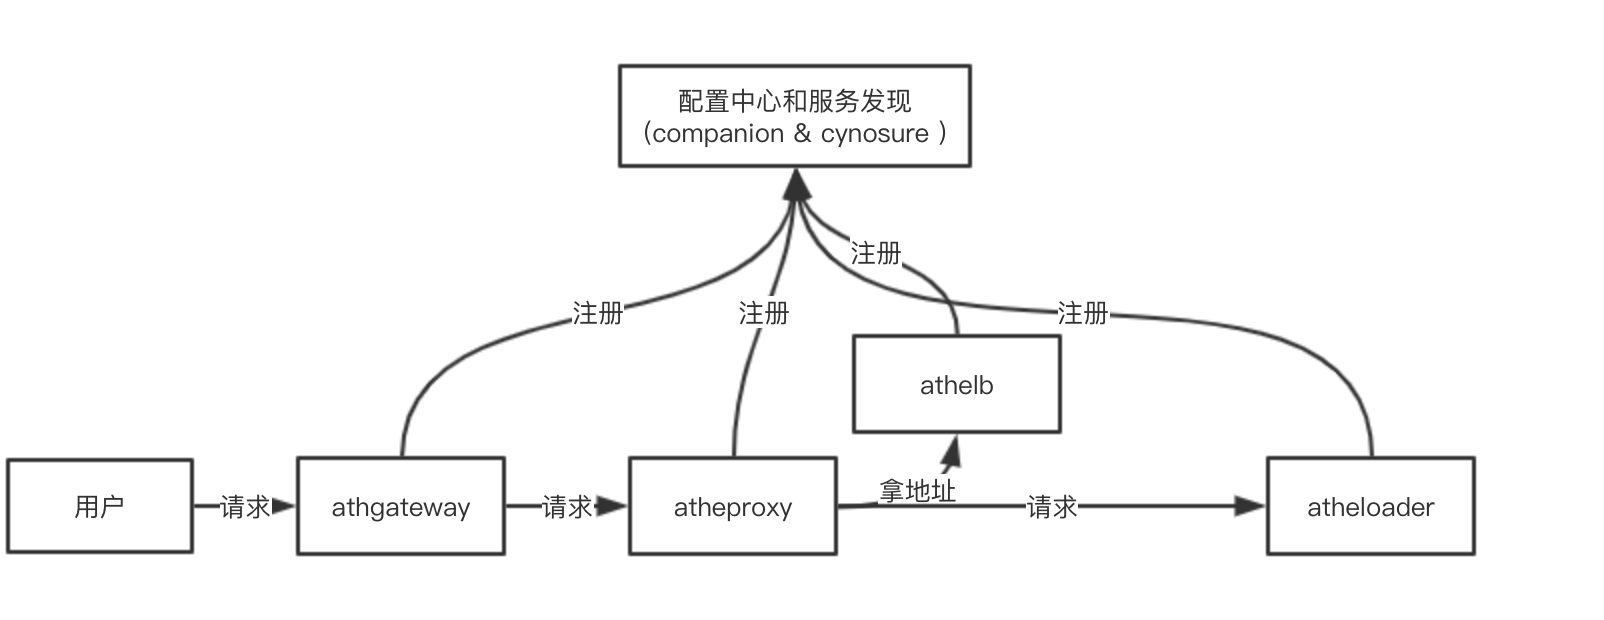 配置中心和服务发现
(companion & cynosure )
注册
注册
注册
注册
athelb
拿地址
用户
请求
athgateway
请求
atheproxy
请求
atheloader